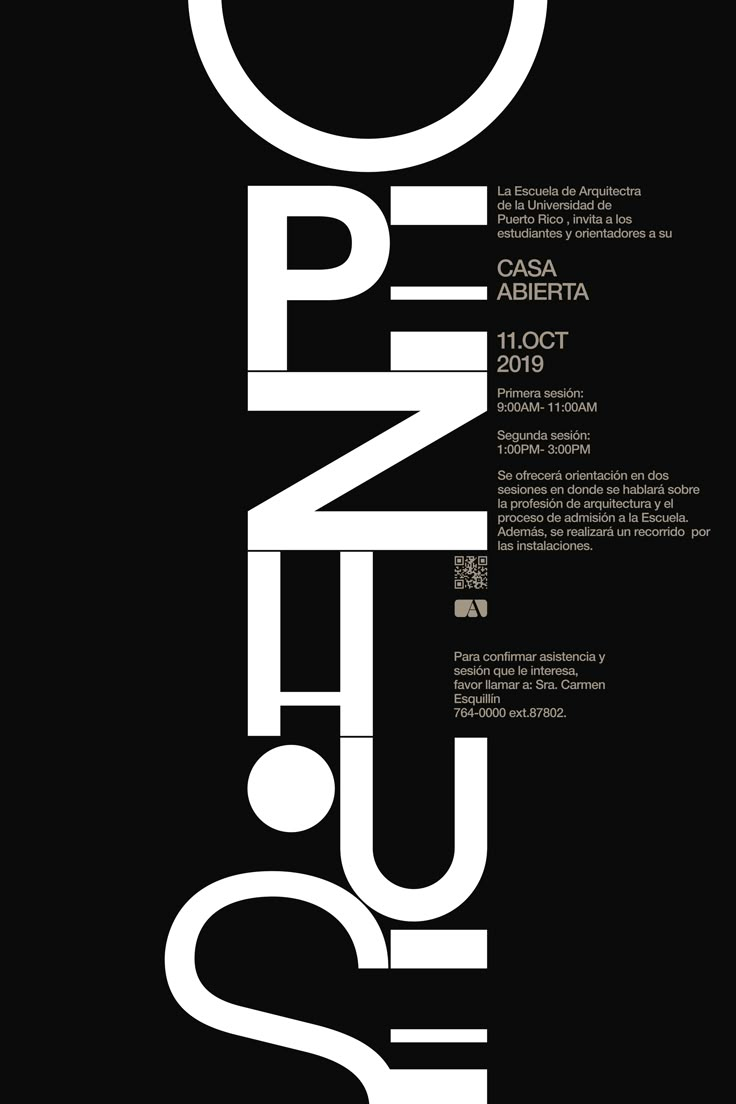 O
PE
N
H
OU
SE
La Escuela de Arquitectra
de la Universidad de
Puerto Rico , invita a los
estudiantes y orientadores a su
CASA
ABIERTA
11.OCT
2019
Primera sesión:
9:00AM- 11:00AM
Segunda sesión:
1:00PM- 3:00PM
Se ofrecerá orientación en dos
sesiones en donde se hablará sobre
la profesión de arquitectura y el
proceso de admisión a la Escuela.
Además, se realizará un recorrido por
las instalaciones.
A
Para confirmar asistencia y
sesión que le interesa,
favor llamar a: Sra. Carmen
Esquillín
764-0000 ext.87802.